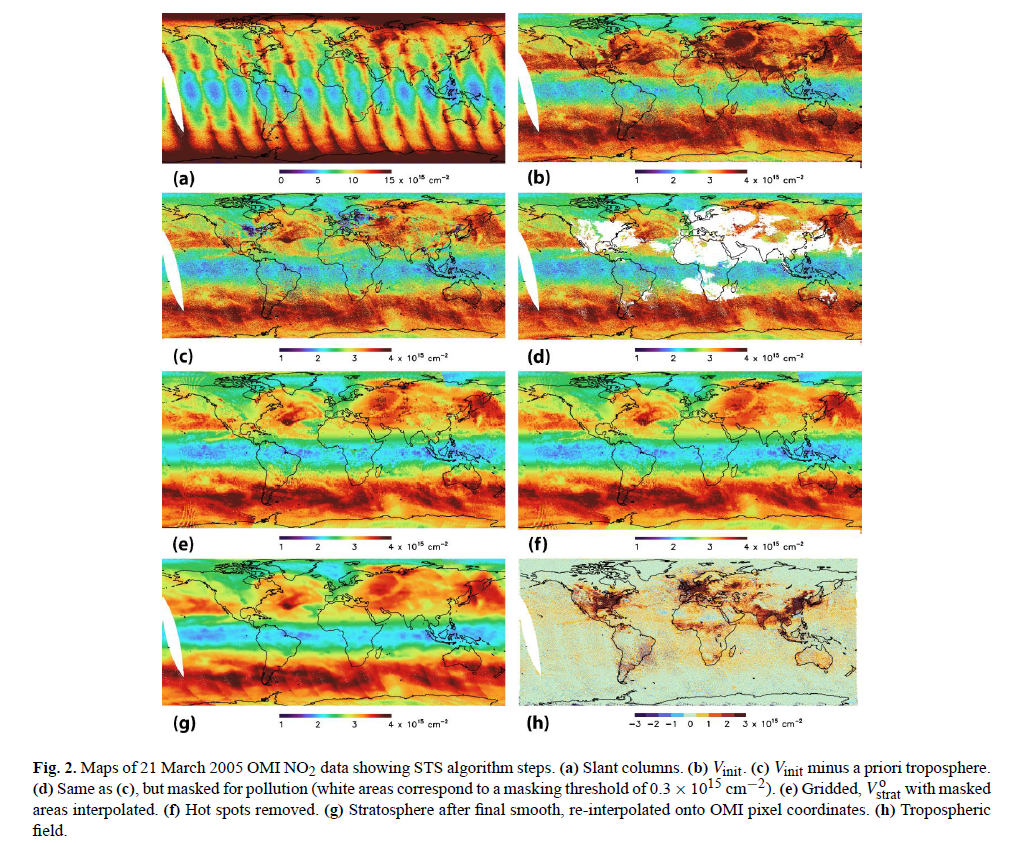 (a)
0 5 10 15 x 10¹⁵ cm⁻²
(b)
1 2 3 4 x 10¹⁵ cm⁻²
(c)
1 2 3 4 x 10¹⁵ cm⁻²
(d)
1 2 3 4 x 10¹⁵ cm⁻²
(e)
1 2 3 4 x 10¹⁵ cm⁻²
(f)
1 2 3 4 x 10¹⁵ cm⁻²
(g)
1 2 3 4 x 10¹⁵ cm⁻²
(h)
−3 −2 −1 0 1 2 3 x 10¹⁵ cm⁻²
Fig. 2. Maps of 21 March 2005 OMI NO₂ data showing STS algorithm steps. (a) Slant columns. (b) Vinit. (c) Vinit minus a priori troposphere.
(d) Same as (c), but masked for pollution (white areas correspond to a masking threshold of 0.3 × 10¹⁵ cm⁻²). (e) Gridded, V°strat with masked
areas interpolated. (f) Hot spots removed. (g) Stratosphere after final smooth, re-interpolated onto OMI pixel coordinates. (h) Tropospheric
field.